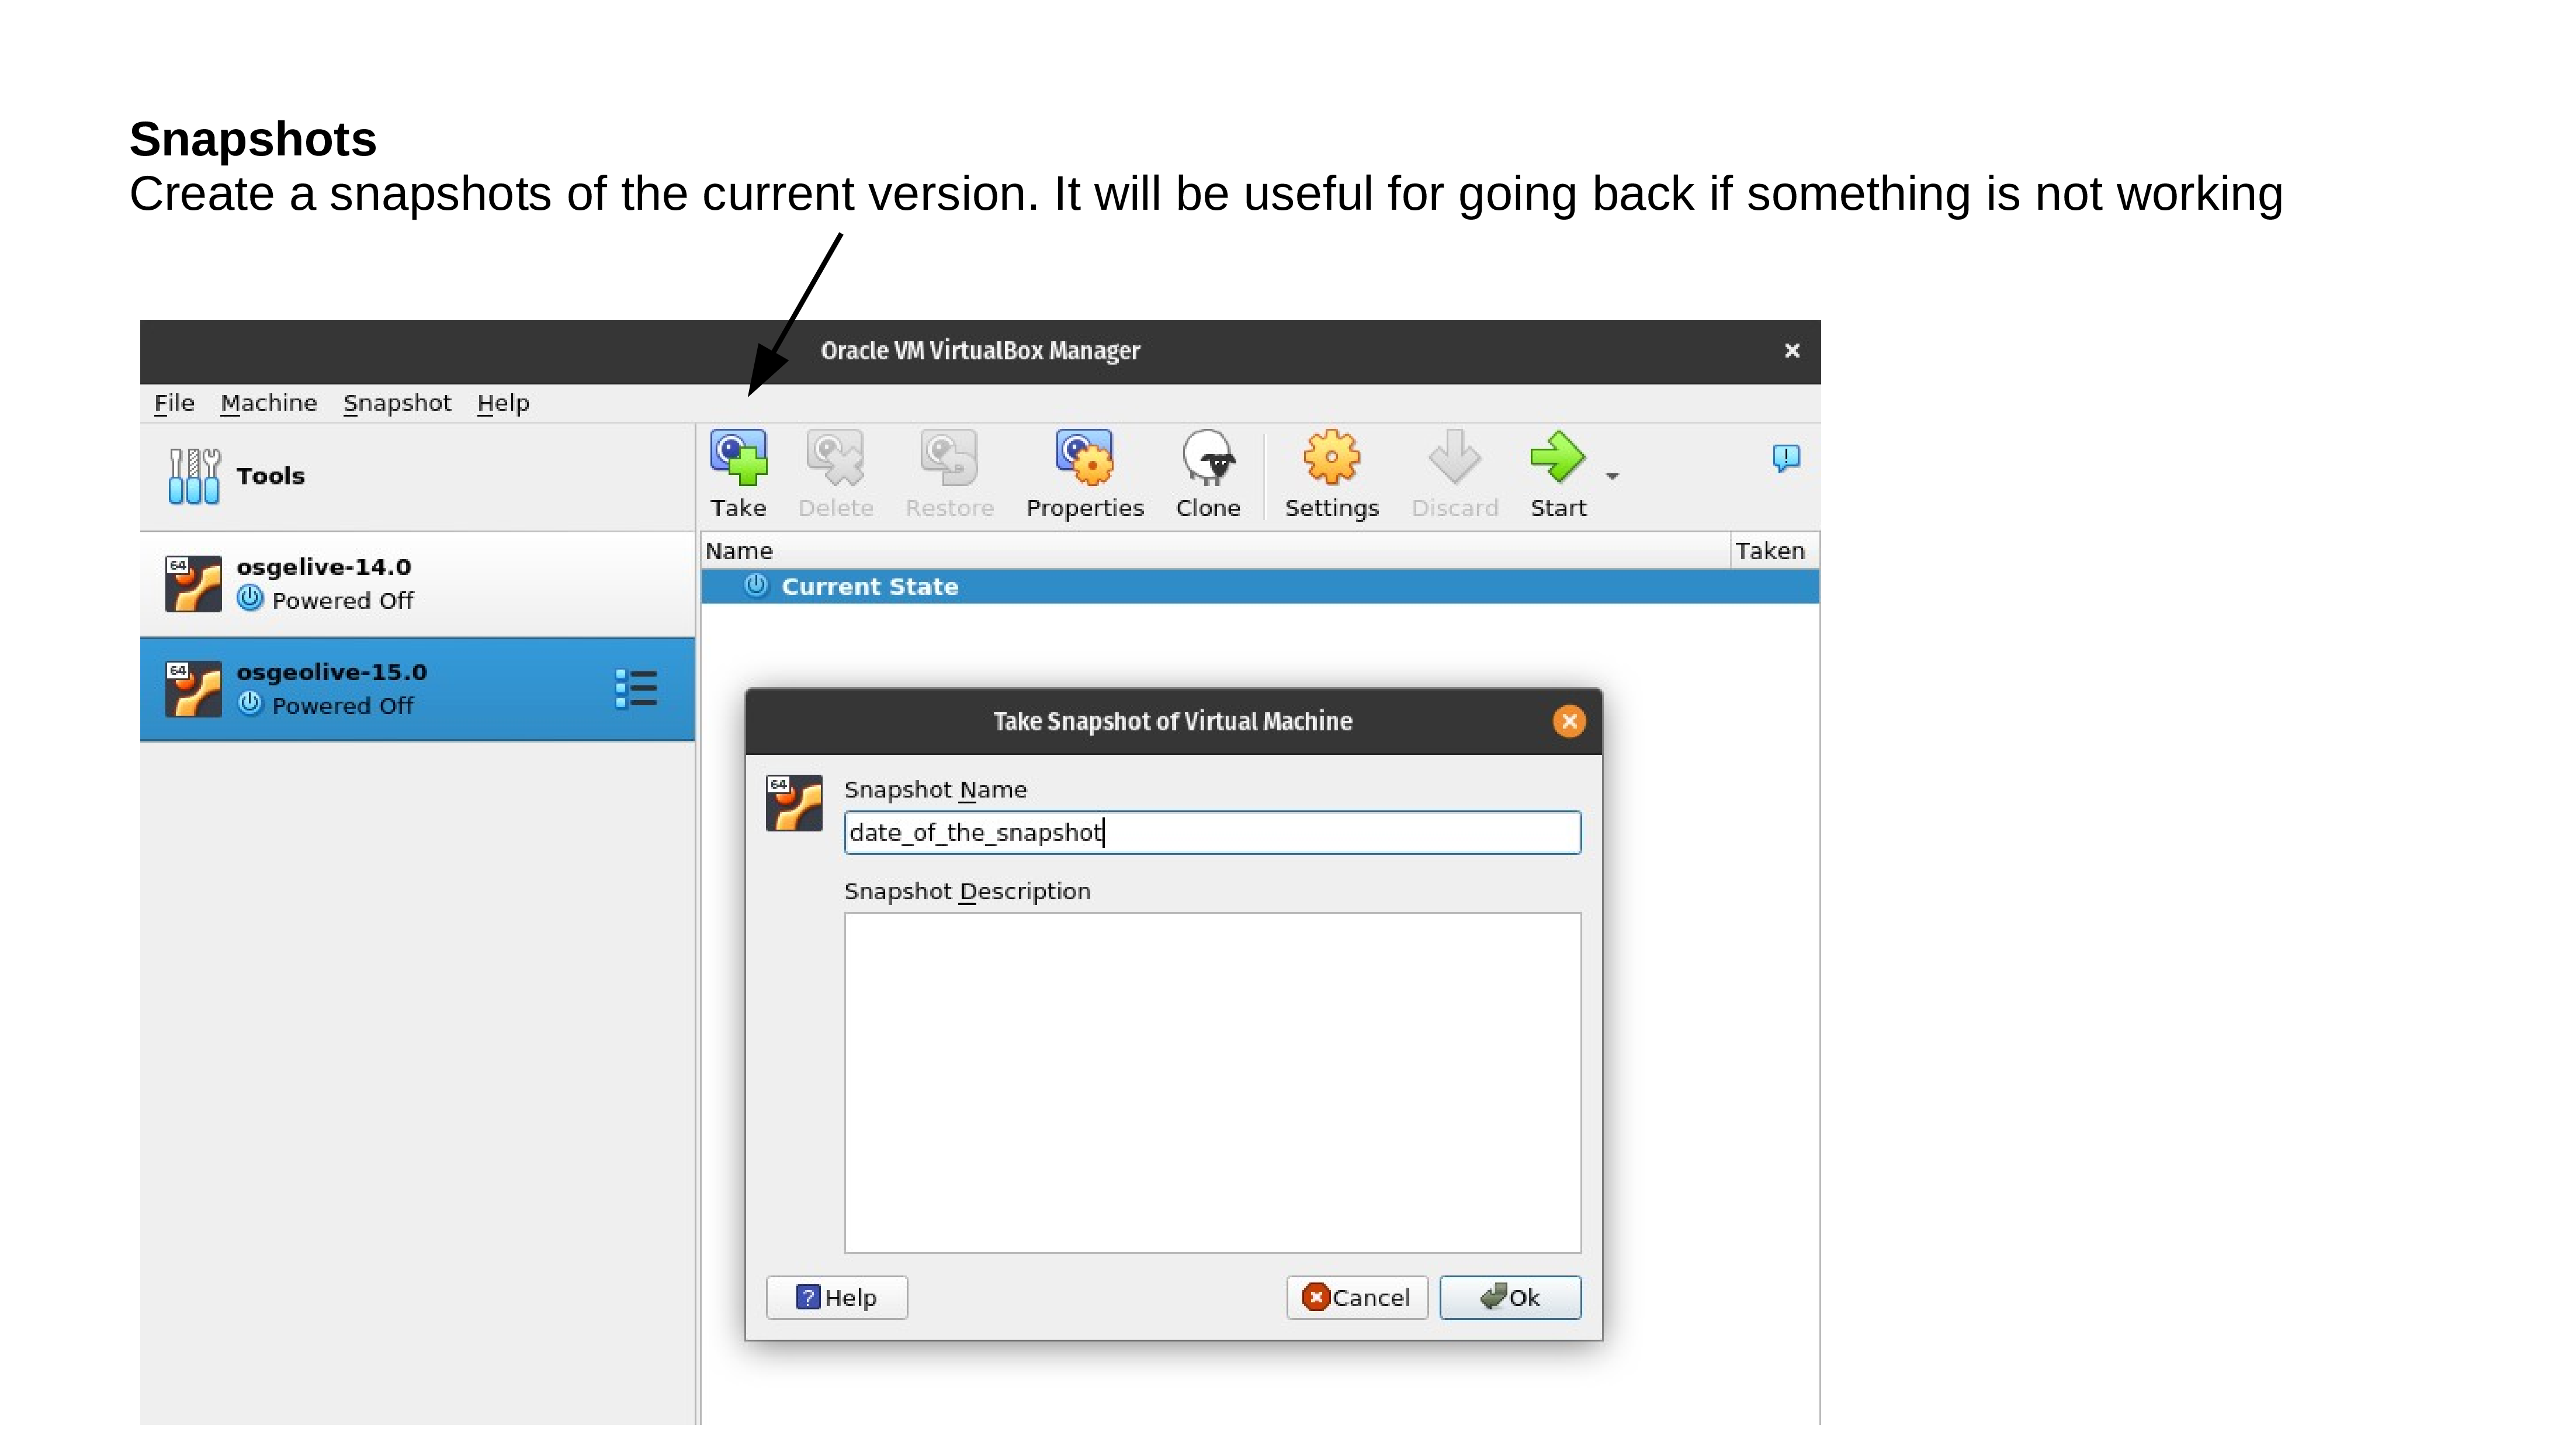 Snapshots
Create a snapshots of the current version. It will be useful for going back if something is not working
Oracle VM VirtualBox Manager
File Machine Snapshot Help
Tools
Take Delete Restore Properties Clone Settings Discard Start
Name Taken
Current State
64
osgelive-14.0
Powered Off
64
osgeolive-15.0
Powered Off
Take Snapshot of Virtual Machine
64
Snapshot Name
date_of_the_snapshot
Snapshot Description
? Help Cancel Ok